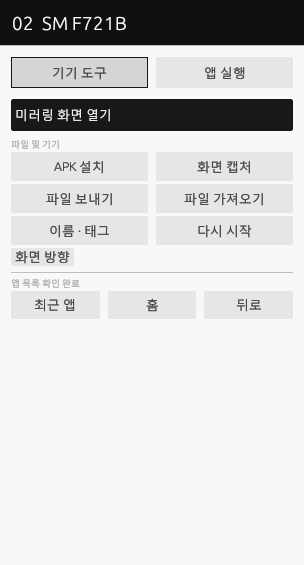 02 SM F721B
기기 도구 앱 실행
미러링 화면 열기
파일 및 기기
APK 설치 화면 캡처
파일 보내기 파일 가져오기
이름 · 태그 다시 시작
화면 방향
앱 목록 확인 완료
최근 앱 홈 뒤로